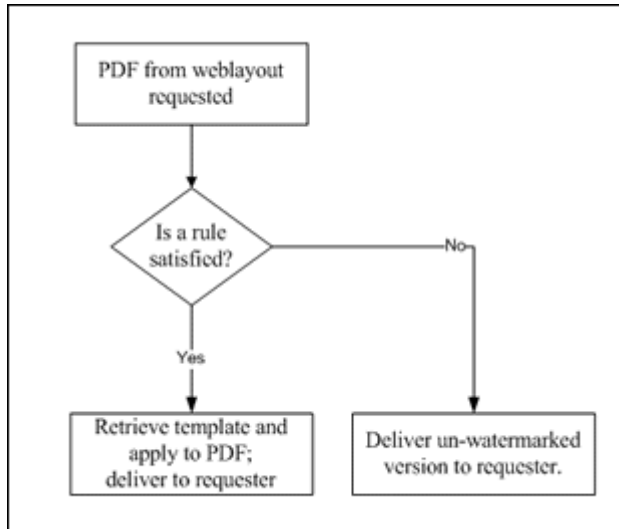 PDF from weblayout
requested
Is a rule
satisfied?
No
Yes
Retrieve template and
apply to PDF;
deliver to requester
Deliver un-watermarked
version to requester.